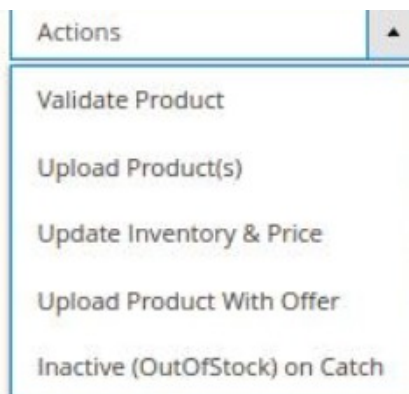 Actions
Validate Product
Upload Product(s)
Update Inventory & Price
Upload Product With Offer
Inactive (OutOfStock) on Catch